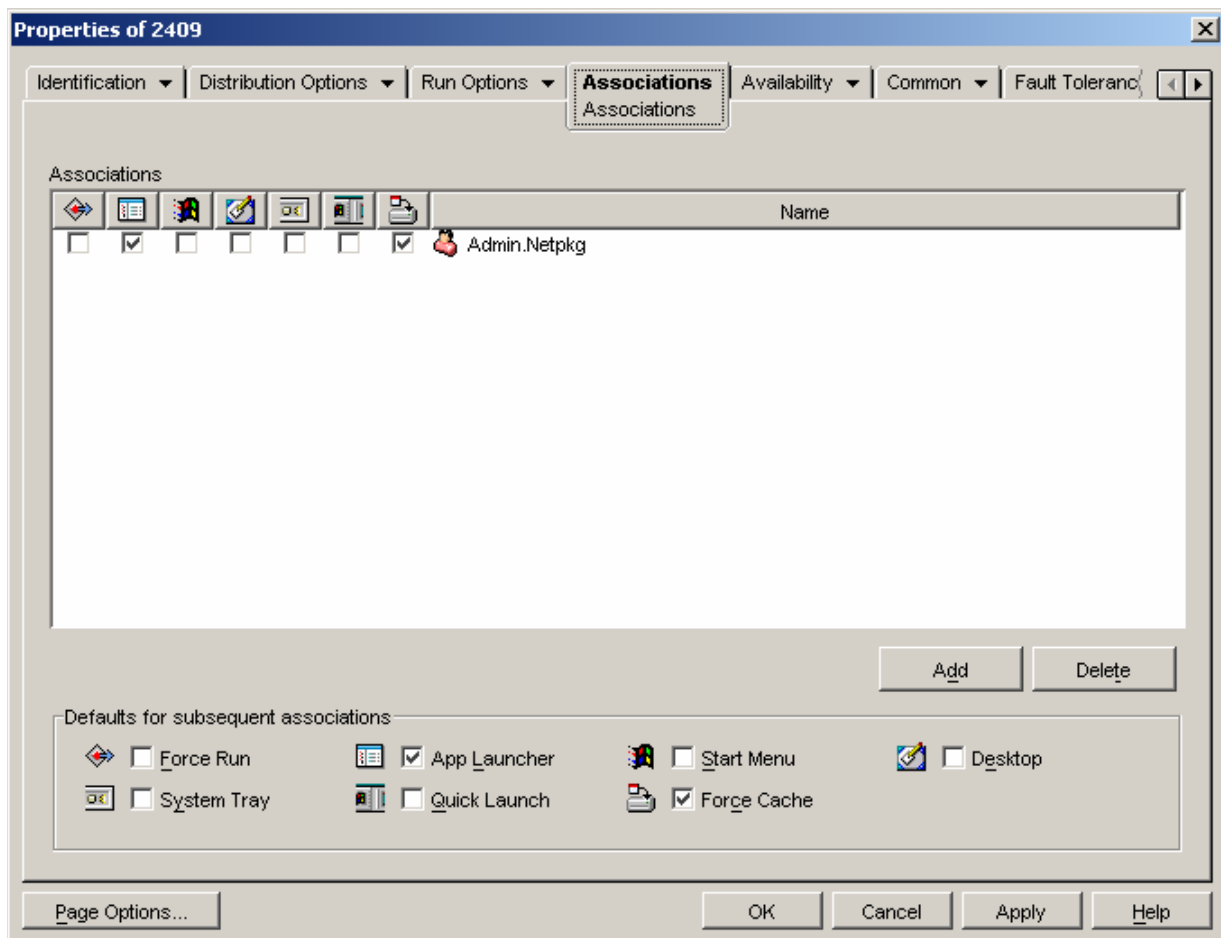 Properties of 2409
Identification Distribution Options Run Options Associations Availability Common Fault Toleranc
Associations
Associations
Name
Admin.Netpkg
Add Delete
Defaults for subsequent associations
Force Run App Launcher Start Menu Desktop
System Tray Quick Launch Force Cache
Page Options... OK Cancel Apply Help